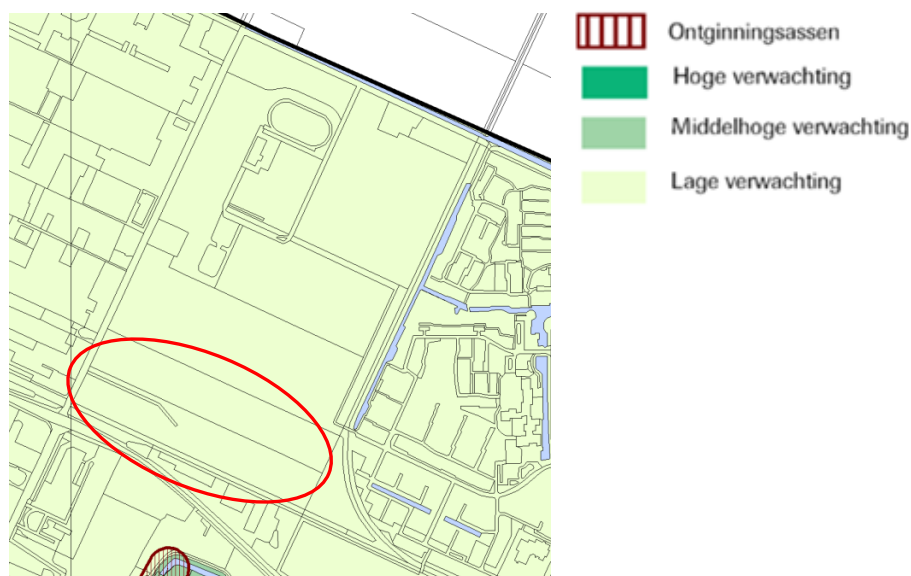 Ontginningsassen
Hoge verwachting
Middelhoge verwachting
Lage verwachting